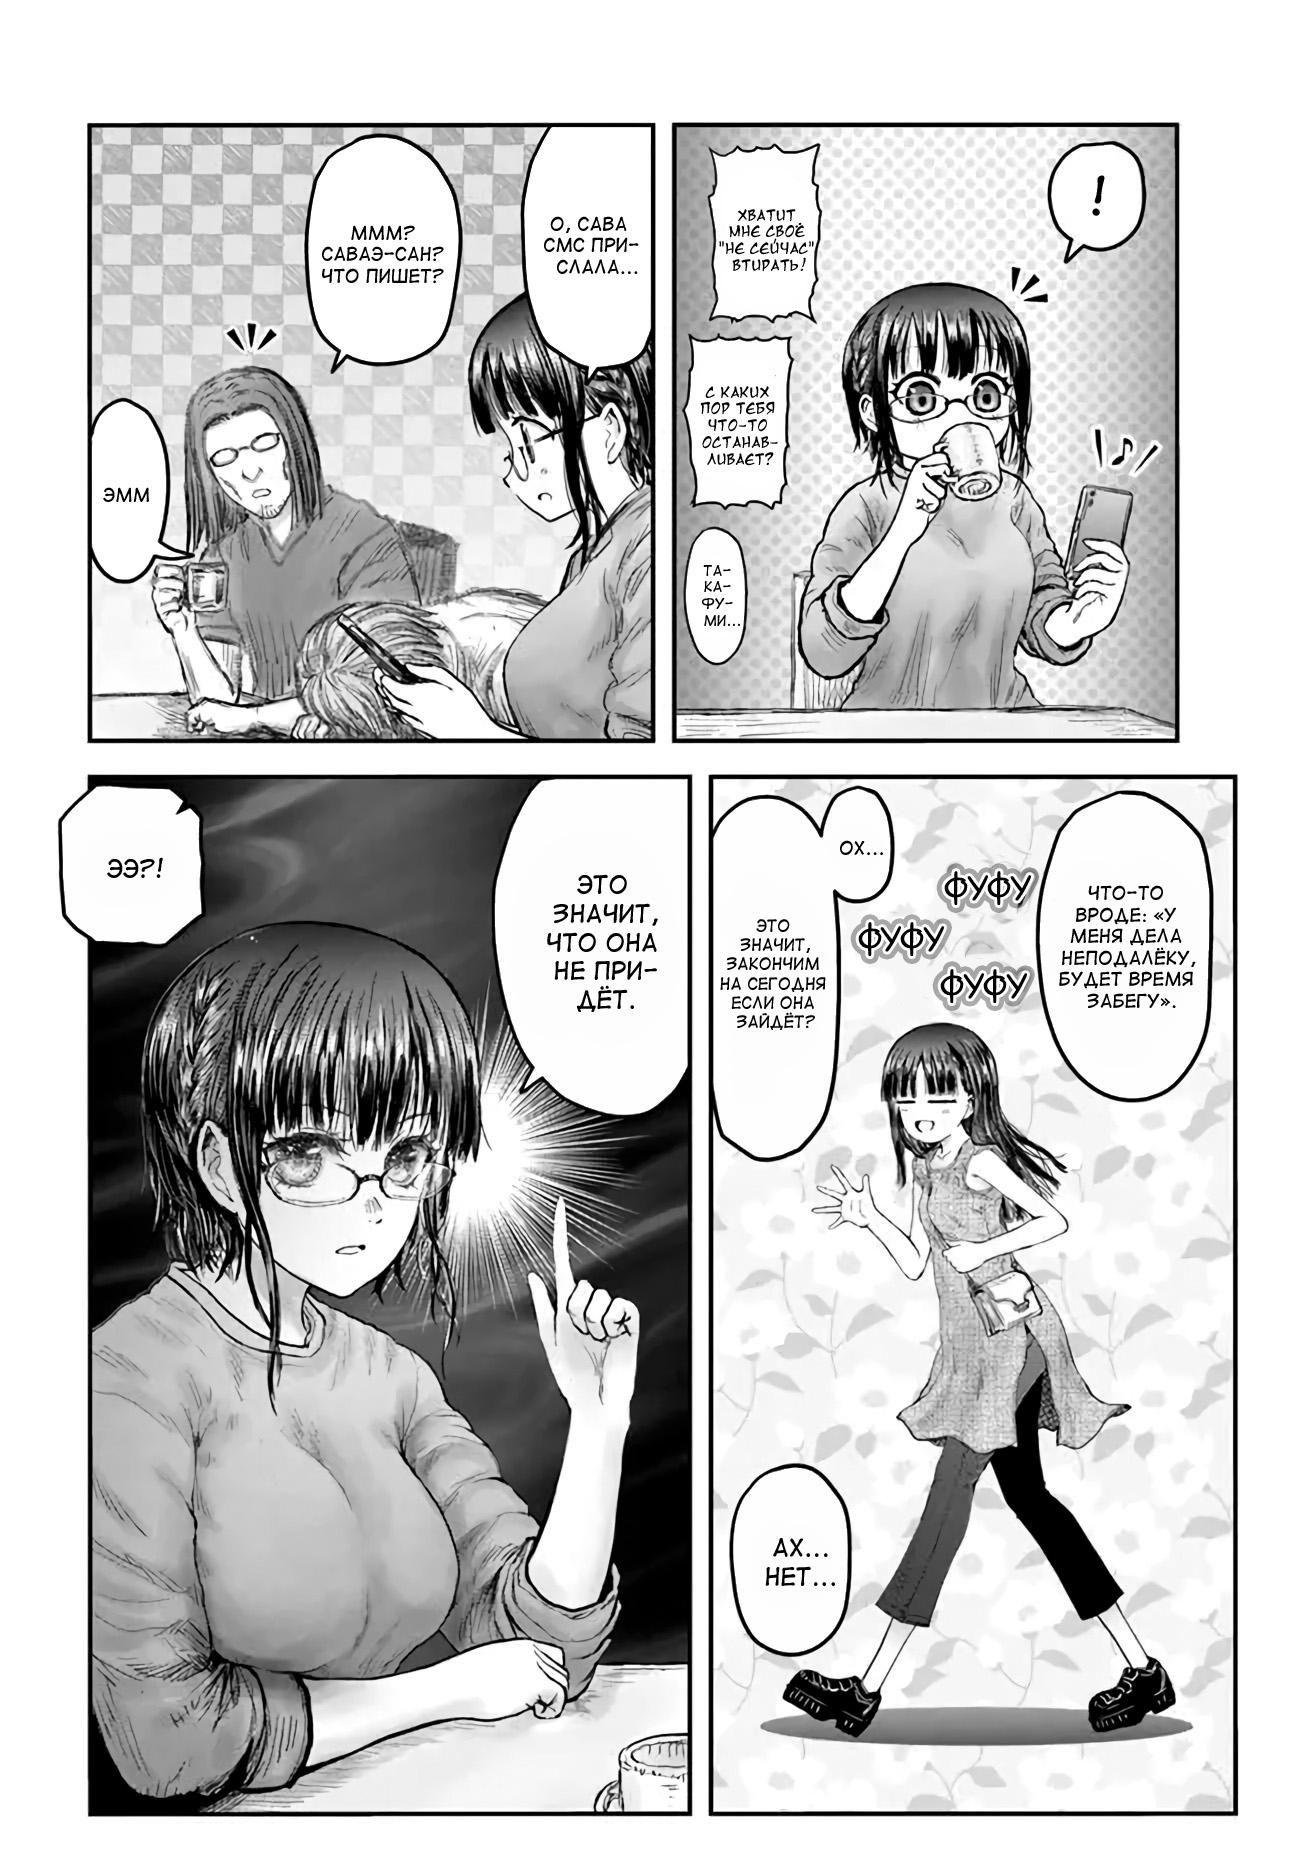 !
ХВАТИТ
МНЕ СВОЁ
"НЕ СЕЙЧАС"
ВТИРАТЬ!
С КАКИХ
ПОР ТЕБЯ
ЧТО-ТО
ОСТАНАВ-
ЛИВАЕТ?
ТА-
КА-
ФУ-
МИ...
О, САВА
СМС ПРИ-
СЛАЛА...
МММ?
САВАЭ-САН?
ЧТО ПИШЕТ?
ЭММ
ЧТО-ТО
ВРОДЕ: «У
МЕНЯ ДЕЛА
НЕПОДАЛЁКУ,
БУДЕТ ВРЕМЯ
ЗАБЕГУ».
ФУФУ
ФУФУ
ФУФУ
ОХ...
ЭТО
ЗНАЧИТ,
ЗАКОНЧИМ
НА СЕГОДНЯ
ЕСЛИ ОНА
ЗАЙДЁТ?
АХ...
НЕТ...
ЭТО
ЗНАЧИТ,
ЧТО ОНА
НЕ ПРИ-
ДЁТ.
ЭЭ?!